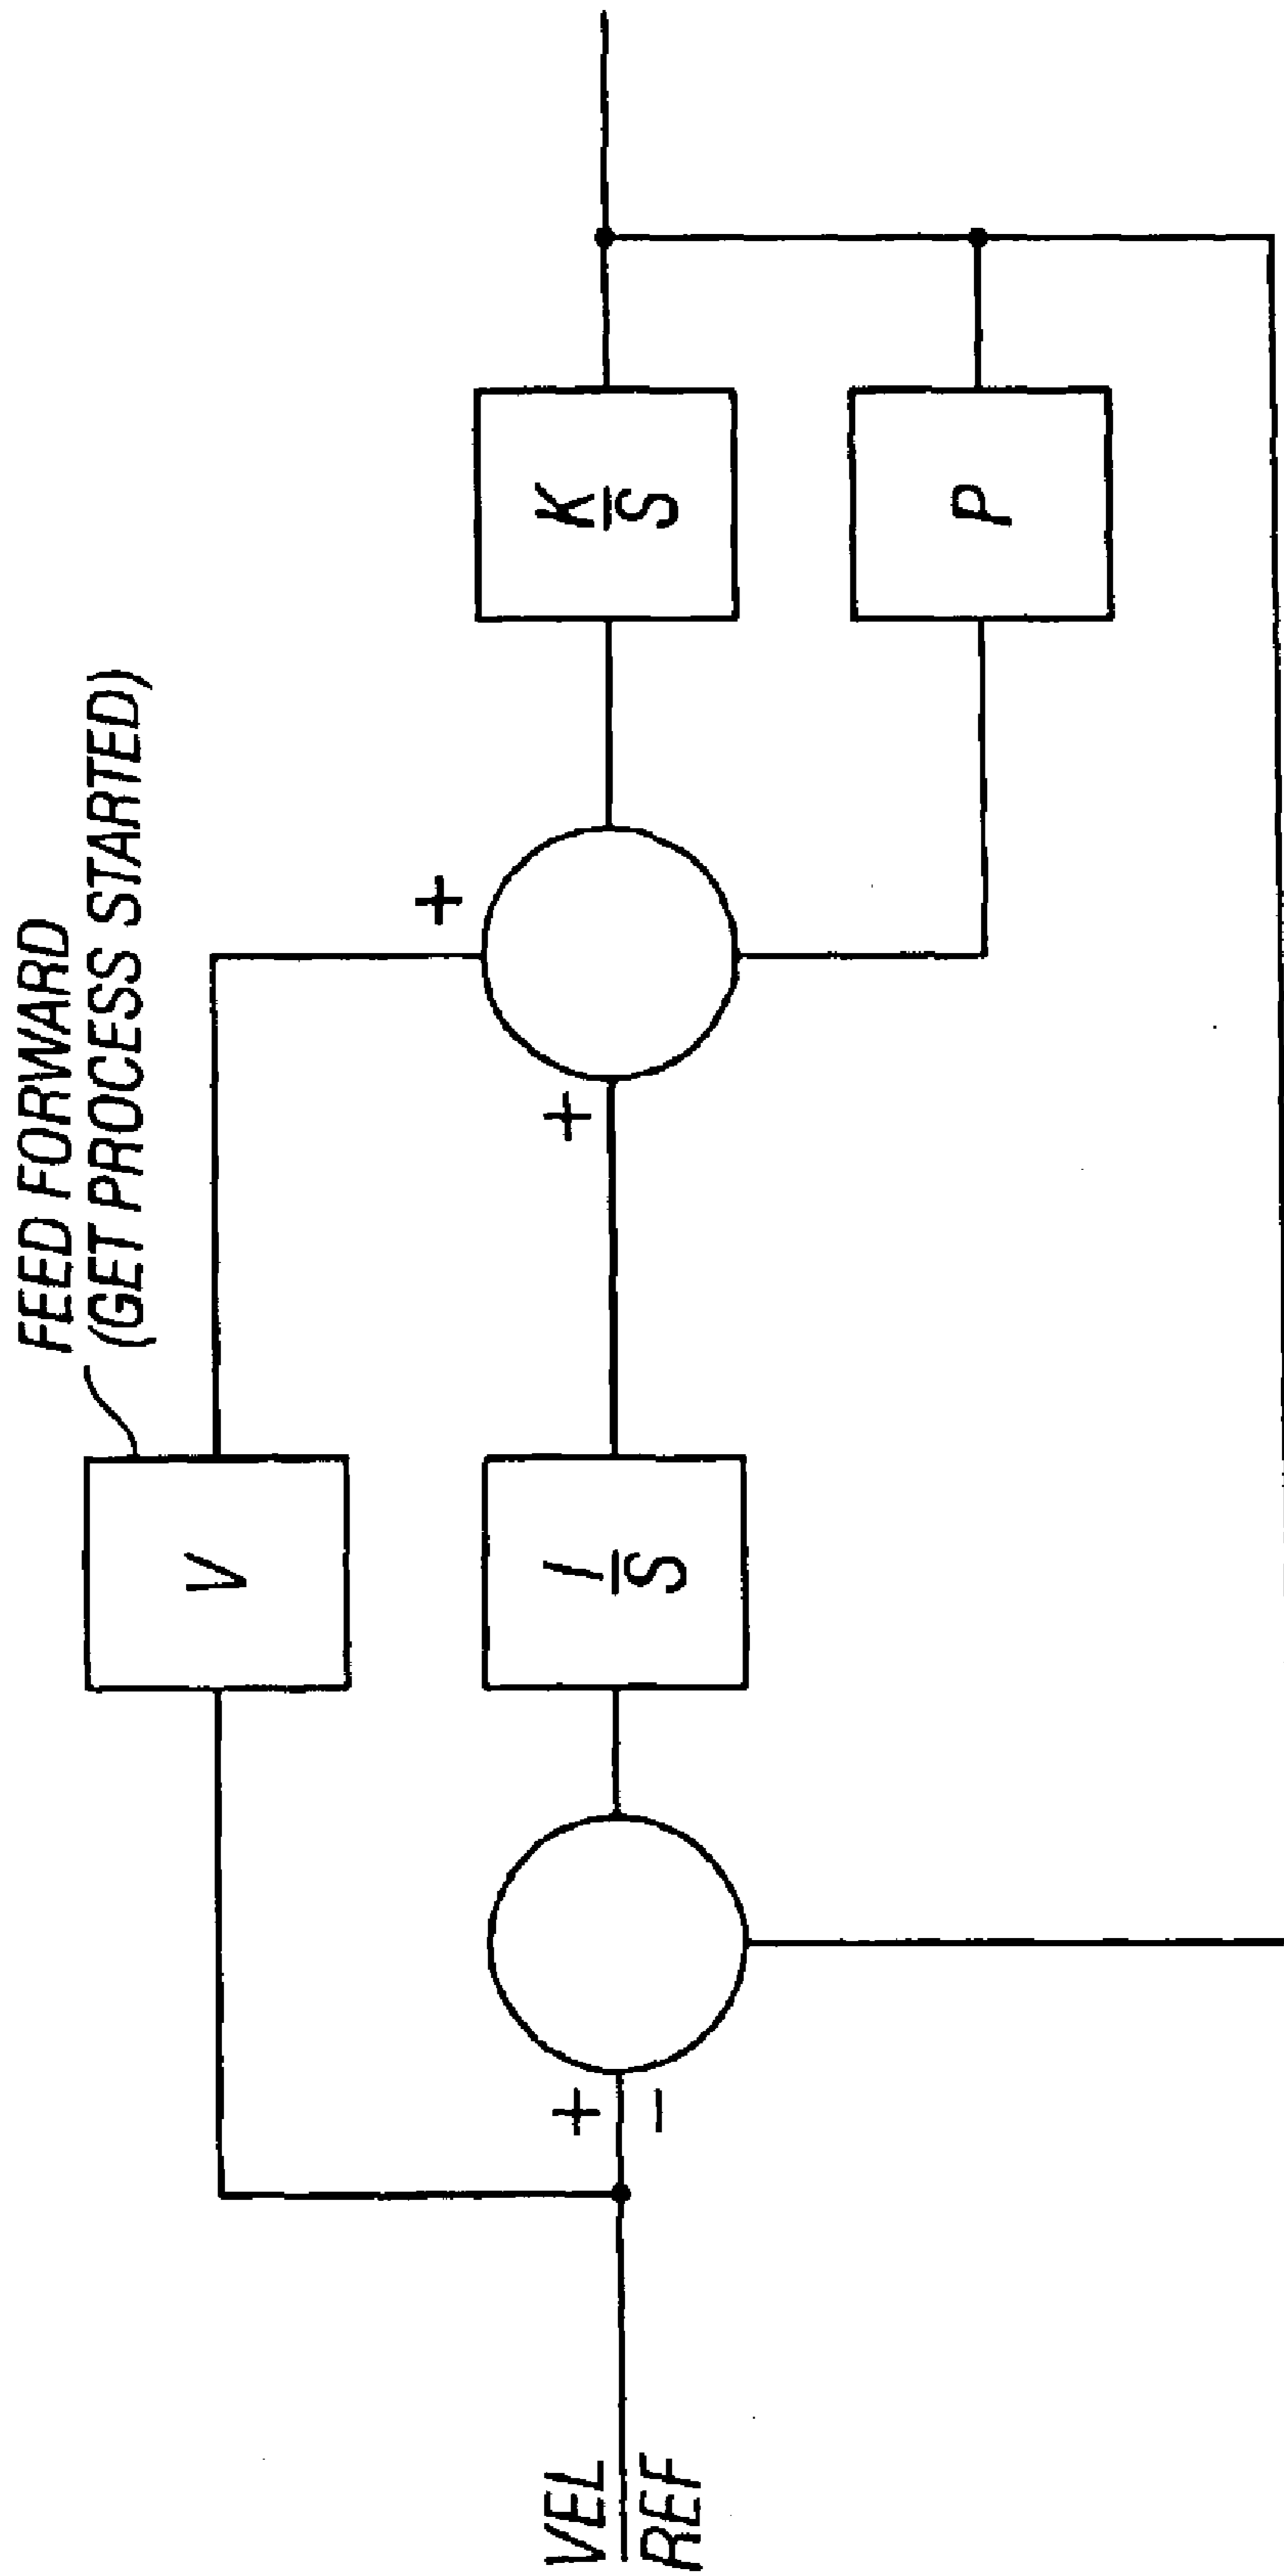 FEED FORWARD
(GET PROCESS STARTED)
V
+
K
S
+
I
S
P
+
-
VEL
REF